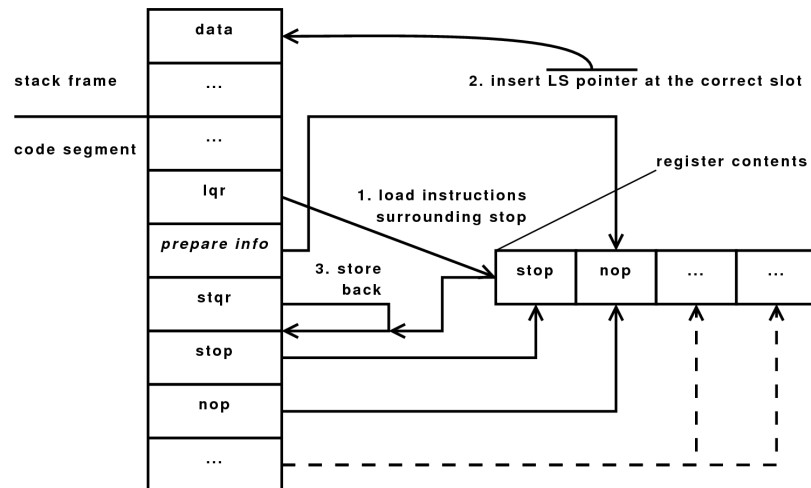 data
stack frame
...
2. insert LS pointer at the correct slot
code segment
...
register contents
lqr
1. load instructions
surrounding stop
prepare info
3. store
back
stqr
stop
nop
...
...
stop
nop
...